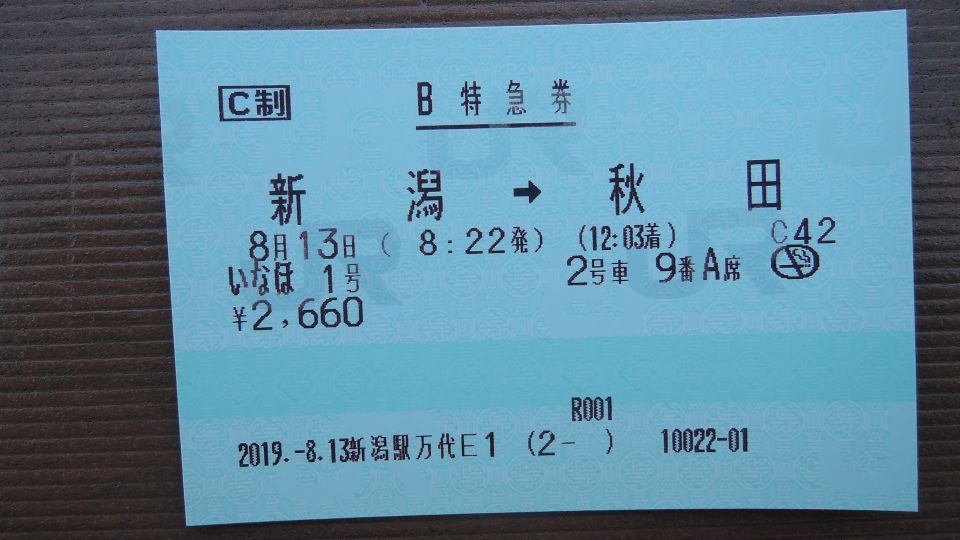 C制 B特急券
新潟 → 秋田
8月13日 ( 8:22発) (12:03着) C42
いなほ 1号 2号車 9番A席
¥2,660
R001
2019.-8.13新潟駅万代E1 (2- ) 10022-01